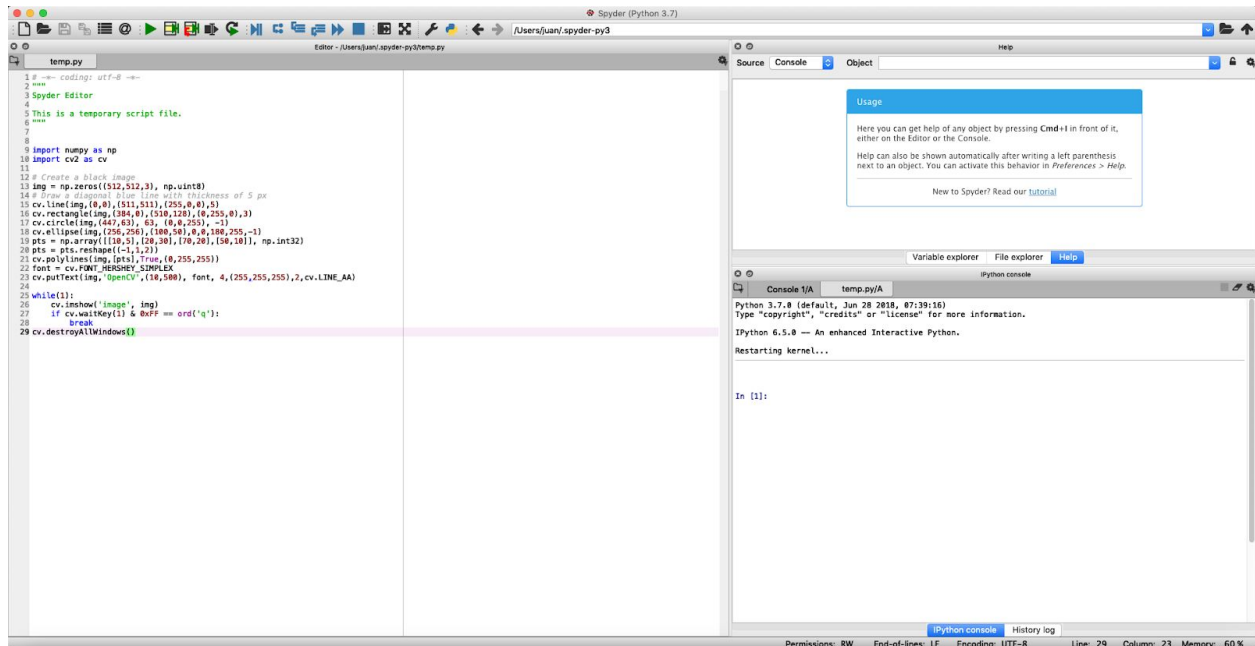 Spyder (Python 3.7)
/Users/juan/.spyder-py3
Editor - /Users/juan/.spyder-py3/temp.py
temp.py
1 # -*- coding: utf-8 -*-
2 """
3 Spyder Editor
4
5 This is a temporary script file.
6 """
7
8
9 import numpy as np
10 import cv2 as cv
11
12 # Create a black image
13 img = np.zeros((512,512,3), np.uint8)
14 # Draw a diagonal blue line with thickness of 5 px
15 cv.line(img,(0,0),(511,511),(255,0,0),5)
16 cv.rectangle(img,(384,0),(510,128),(0,255,0),3)
17 cv.circle(img,(447,63), 63, (0,0,255), -1)
18 cv.ellipse(img,(256,256),(100,50),0,0,180,255,-1)
19 pts = np.array([[10,5],[20,30],[70,20],[50,10]], np.int32)
20 pts = pts.reshape((-1,1,2))
21 cv.polylines(img,[pts],True,(0,255,255))
22 font = cv.FONT_HERSHEY_SIMPLEX
23 cv.putText(img,'OpenCV',(10,500), font, 4,(255,255,255),2,cv.LINE_AA)
24
25 while(1):
26     cv.imshow('image', img)
27     if cv.waitKey(1) & 0xFF == ord('q'):
28         break
29 cv.destroyAllWindows()
Help
Source Console Object
Usage
Here you can get help of any object by pressing Cmd+I in front of it,
either on the Editor or the Console.
Help can also be shown automatically after writing a left parenthesis
next to an object. You can activate this behavior in Preferences > Help.
New to Spyder? Read our tutorial
Variable explorer File explorer Help
IPython console
Console 1/A temp.py/A
Python 3.7.0 (default, Jun 28 2018, 07:39:16)
Type "copyright", "credits" or "license" for more information.
IPython 6.5.0 -- An enhanced Interactive Python.
Restarting kernel...
In [1]:
IPython console History log
Permissions: RW End-of-lines: LF Encoding: UTF-8 Line: 29 Column: 23 Memory: 60 %